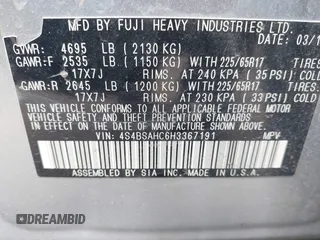 MFD BY FUJI HEAVY INDUSTRIES LTD. 03/1
GVWR: 4695 LB (2130 KG)
GAWR:F 2535 LB (1150 KG) WITH 225/65R17 TIRES
17X7J RIMS. AT 240 KPA (35 PSI) COLD
GAWR:R 2645 LB (1200 KG) WITH 225/65R17 TIRES
17X7J RIMS. AT 230 KPA (33 PSI) COLD
THIS VEHICLE CONFORMS TO ALL APPLICABLE FEDERAL MOTOR
VEHICLE SAFETY, BUMPER, AND THEFT PREVENTION
STANDARDS IN EFFECT ON THE DATE OF MANUFACTURE
SHOWN ABOVE.
VIN: 4S4BSAHC6H3367191 MPV
ASSEMBLED BY SIA INC. MADE IN U.S.A.
4S4BSAHC6H3367191
AMERICAS BID